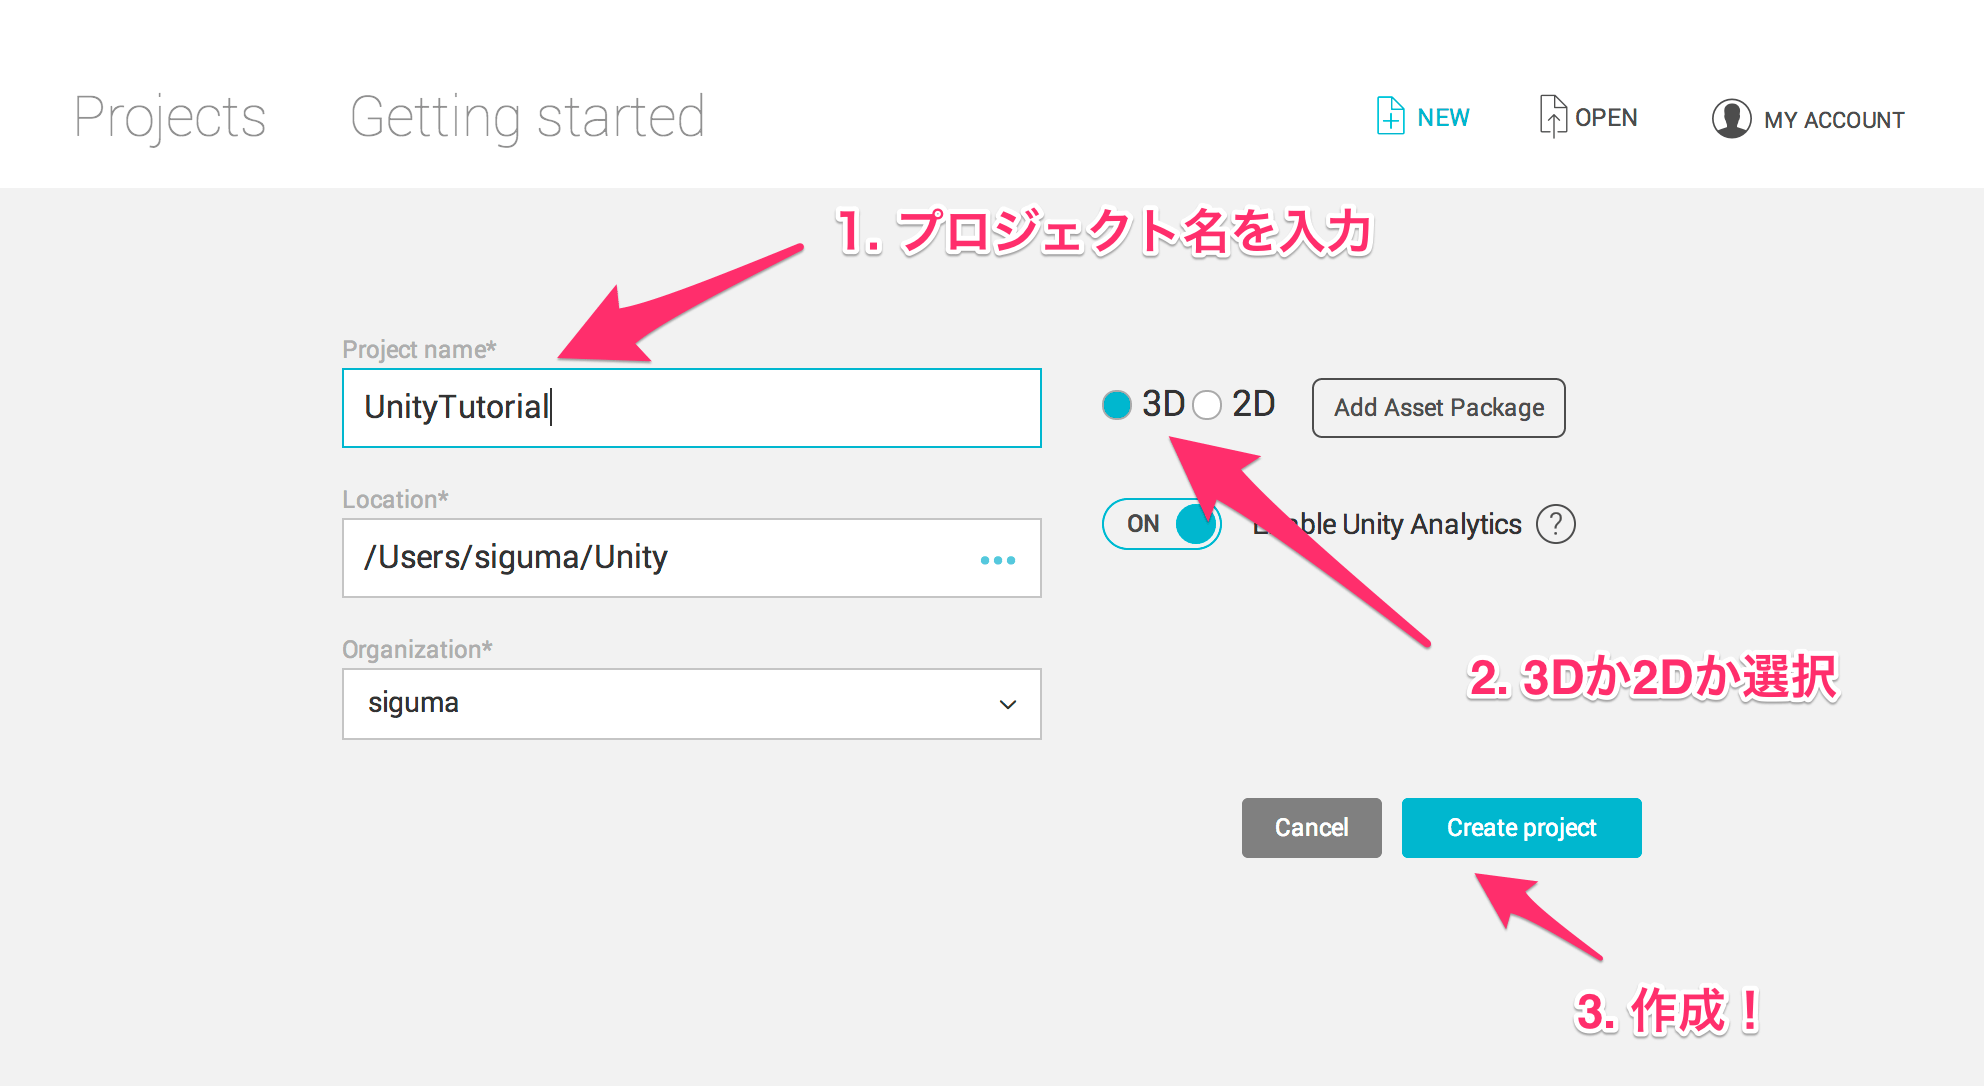 Projects
Getting started
NEW
OPEN
MY ACCOUNT
1. プロジェクト名を入力
Project name*
UnityTutorial
3D
2D
Add Asset Package
Location*
/Users/siguma/Unity
ON
Enable Unity Analytics
?
2. 3Dか2Dか選択
Organization*
siguma
Cancel
Create project
3. 作成！